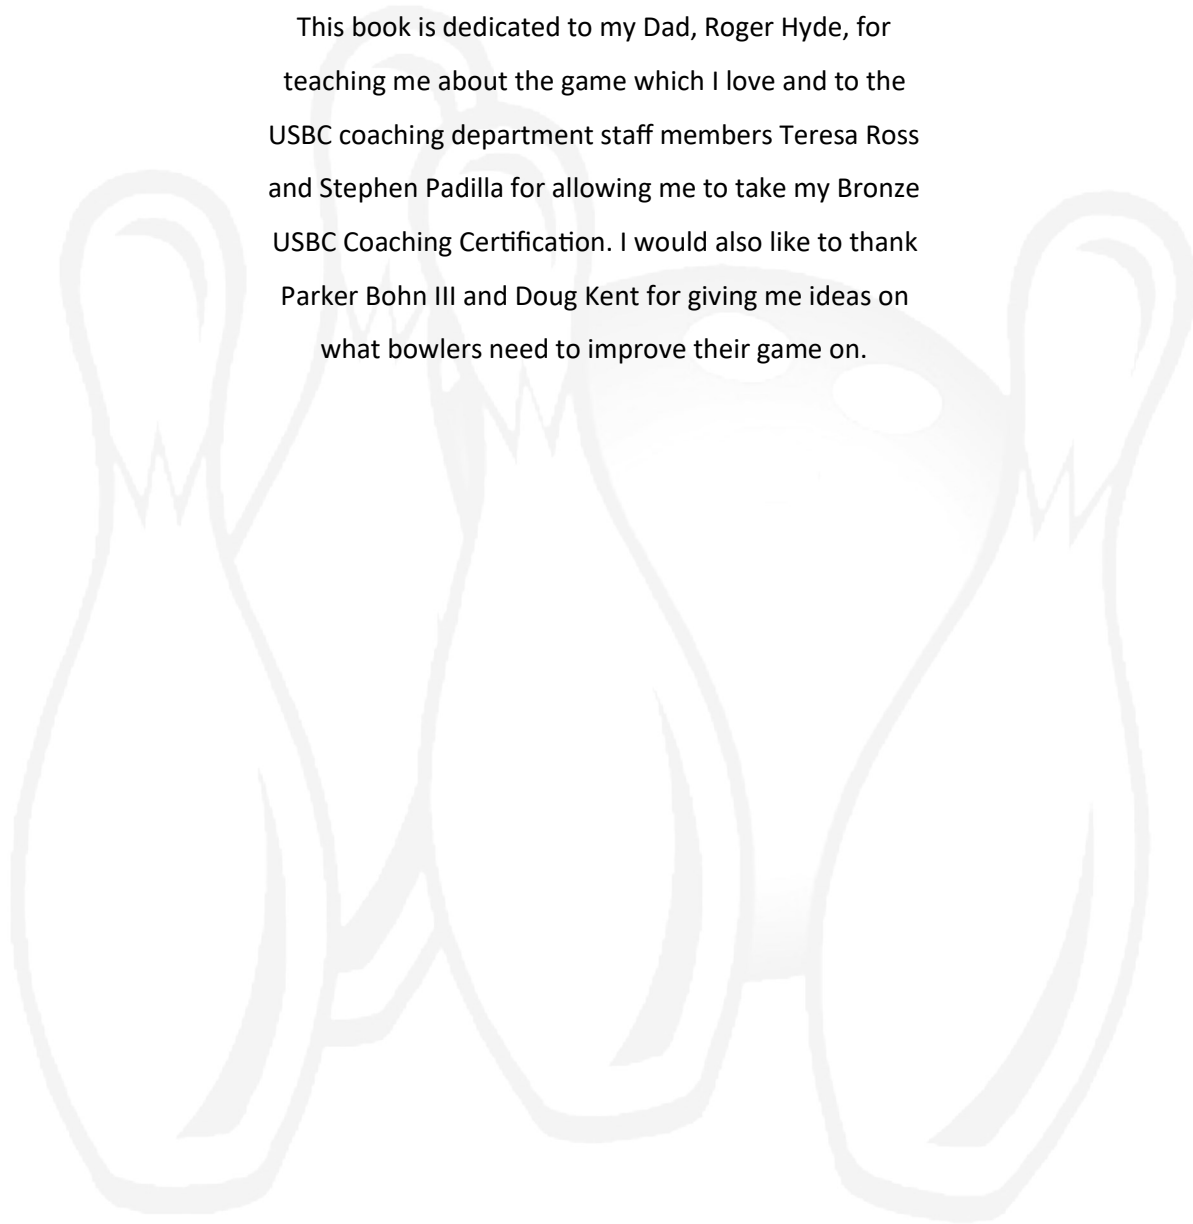 This book is dedicated to my Dad, Roger Hyde, for
teaching me about the game which I love and to the
USBC coaching department staff members Teresa Ross
and Stephen Padilla for allowing me to take my Bronze
USBC Coaching Certification. I would also like to thank
Parker Bohn III and Doug Kent for giving me ideas on
what bowlers need to improve their game on.